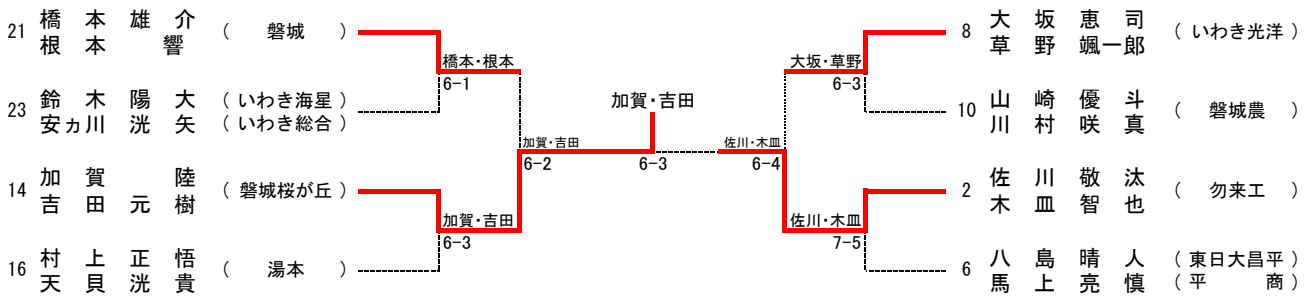 21 橋本雄介 根本響 （ 磐城 ）
23 鈴木陽大 （ いわき海星 ）
安ヵ川洸矢 （ いわき総合 ）
14 加賀陸 吉田元樹 （ 磐城桜が丘 ）
16 村上正悟 天貝洸貴 （ 湯本 ）
橋本・根本
6-1
加賀・吉田
6-3
加賀・吉田
6-2
加賀・吉田
6-3
佐川・木皿
6-4
大坂・草野
6-3
佐川・木皿
7-5
8 大坂恵司 草野颯一郎 （ いわき光洋 ）
10 山崎優斗 川村咲真 （ 磐城農 ）
2 佐川敬汰 木皿智也 （ 勿来工 ）
6 八島晴人 （ 東日大昌平 ）
馬上亮慎 （ 平商 ）